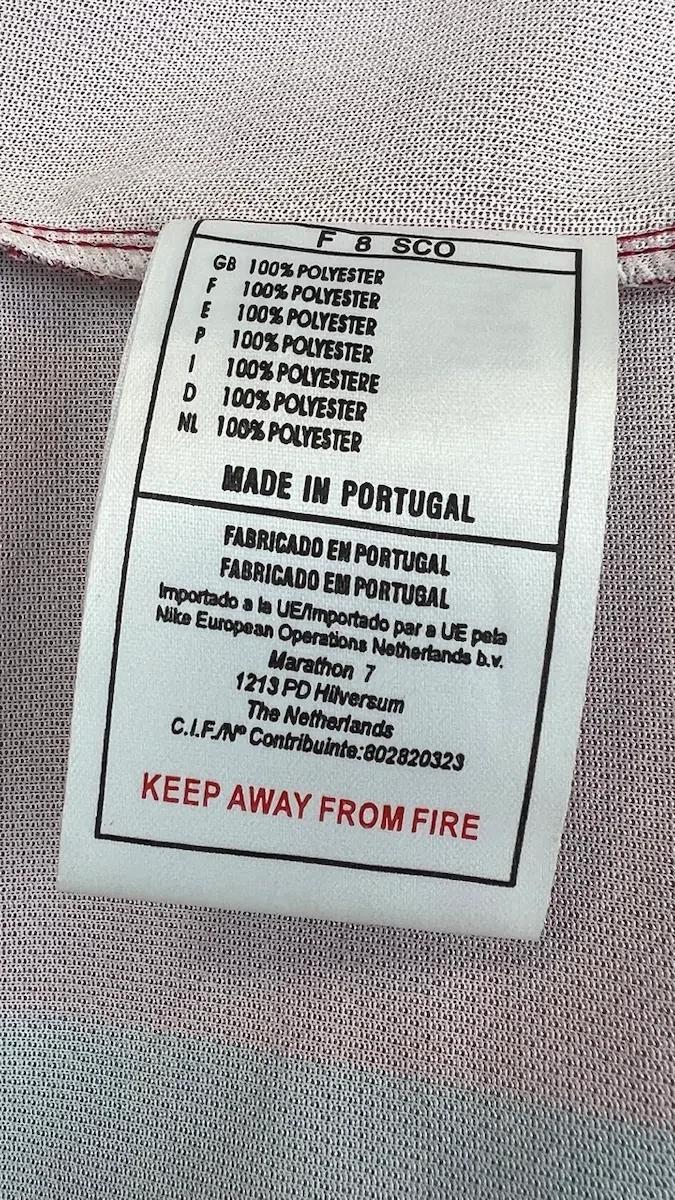 F 8 SCO
GB 100% POLYESTER
F 100% POLYESTER
E 100% POLYESTER
P 100% POLYESTER
I 100% POLYESTERE
D 100% POLYESTER
NL 100% POLYESTER
MADE IN PORTUGAL
FABRICADO EN PORTUGAL
FABRICADO EM PORTUGAL
Importado a la UE/Importado par a UE pela
Nike European Operations Netherlands b.v.
Marathon 7
1213 PD Hilversum
The Netherlands
C.I.F./Nº Contribuinte:802820323
KEEP AWAY FROM FIRE